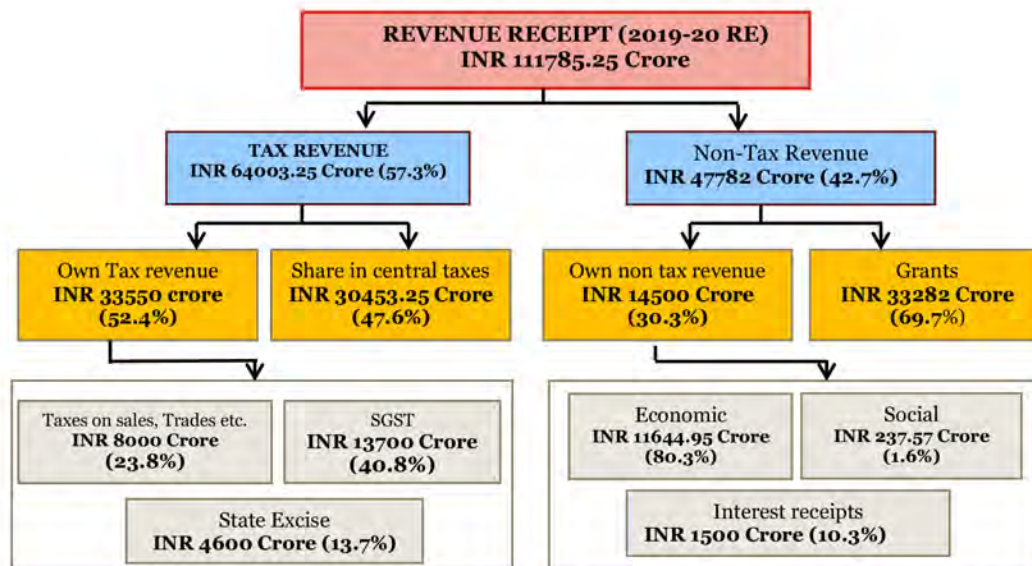 REVENUE RECEIPT (2019-20 RE)
INR 111785.25 Crore
TAX REVENUE
INR 64003.25 Crore (57.3%)
Non-Tax Revenue
INR 47782 Crore (42.7%)
Own Tax revenue
INR 33550 crore
(52.4%)
Share in central taxes
INR 30453.25 Crore
(47.6%)
Own non tax revenue
INR 14500 Crore
(30.3%)
Grants
INR 33282 Crore
(69.7%)
Taxes on sales, Trades etc.
INR 8000 Crore
(23.8%)
SGST
INR 13700 Crore
(40.8%)
State Excise
INR 4600 Crore (13.7%)
Economic
INR 11644.95 Crore
(80.3%)
Social
INR 237.57 Crore
(1.6%)
Interest receipts
INR 1500 Crore (10.3%)